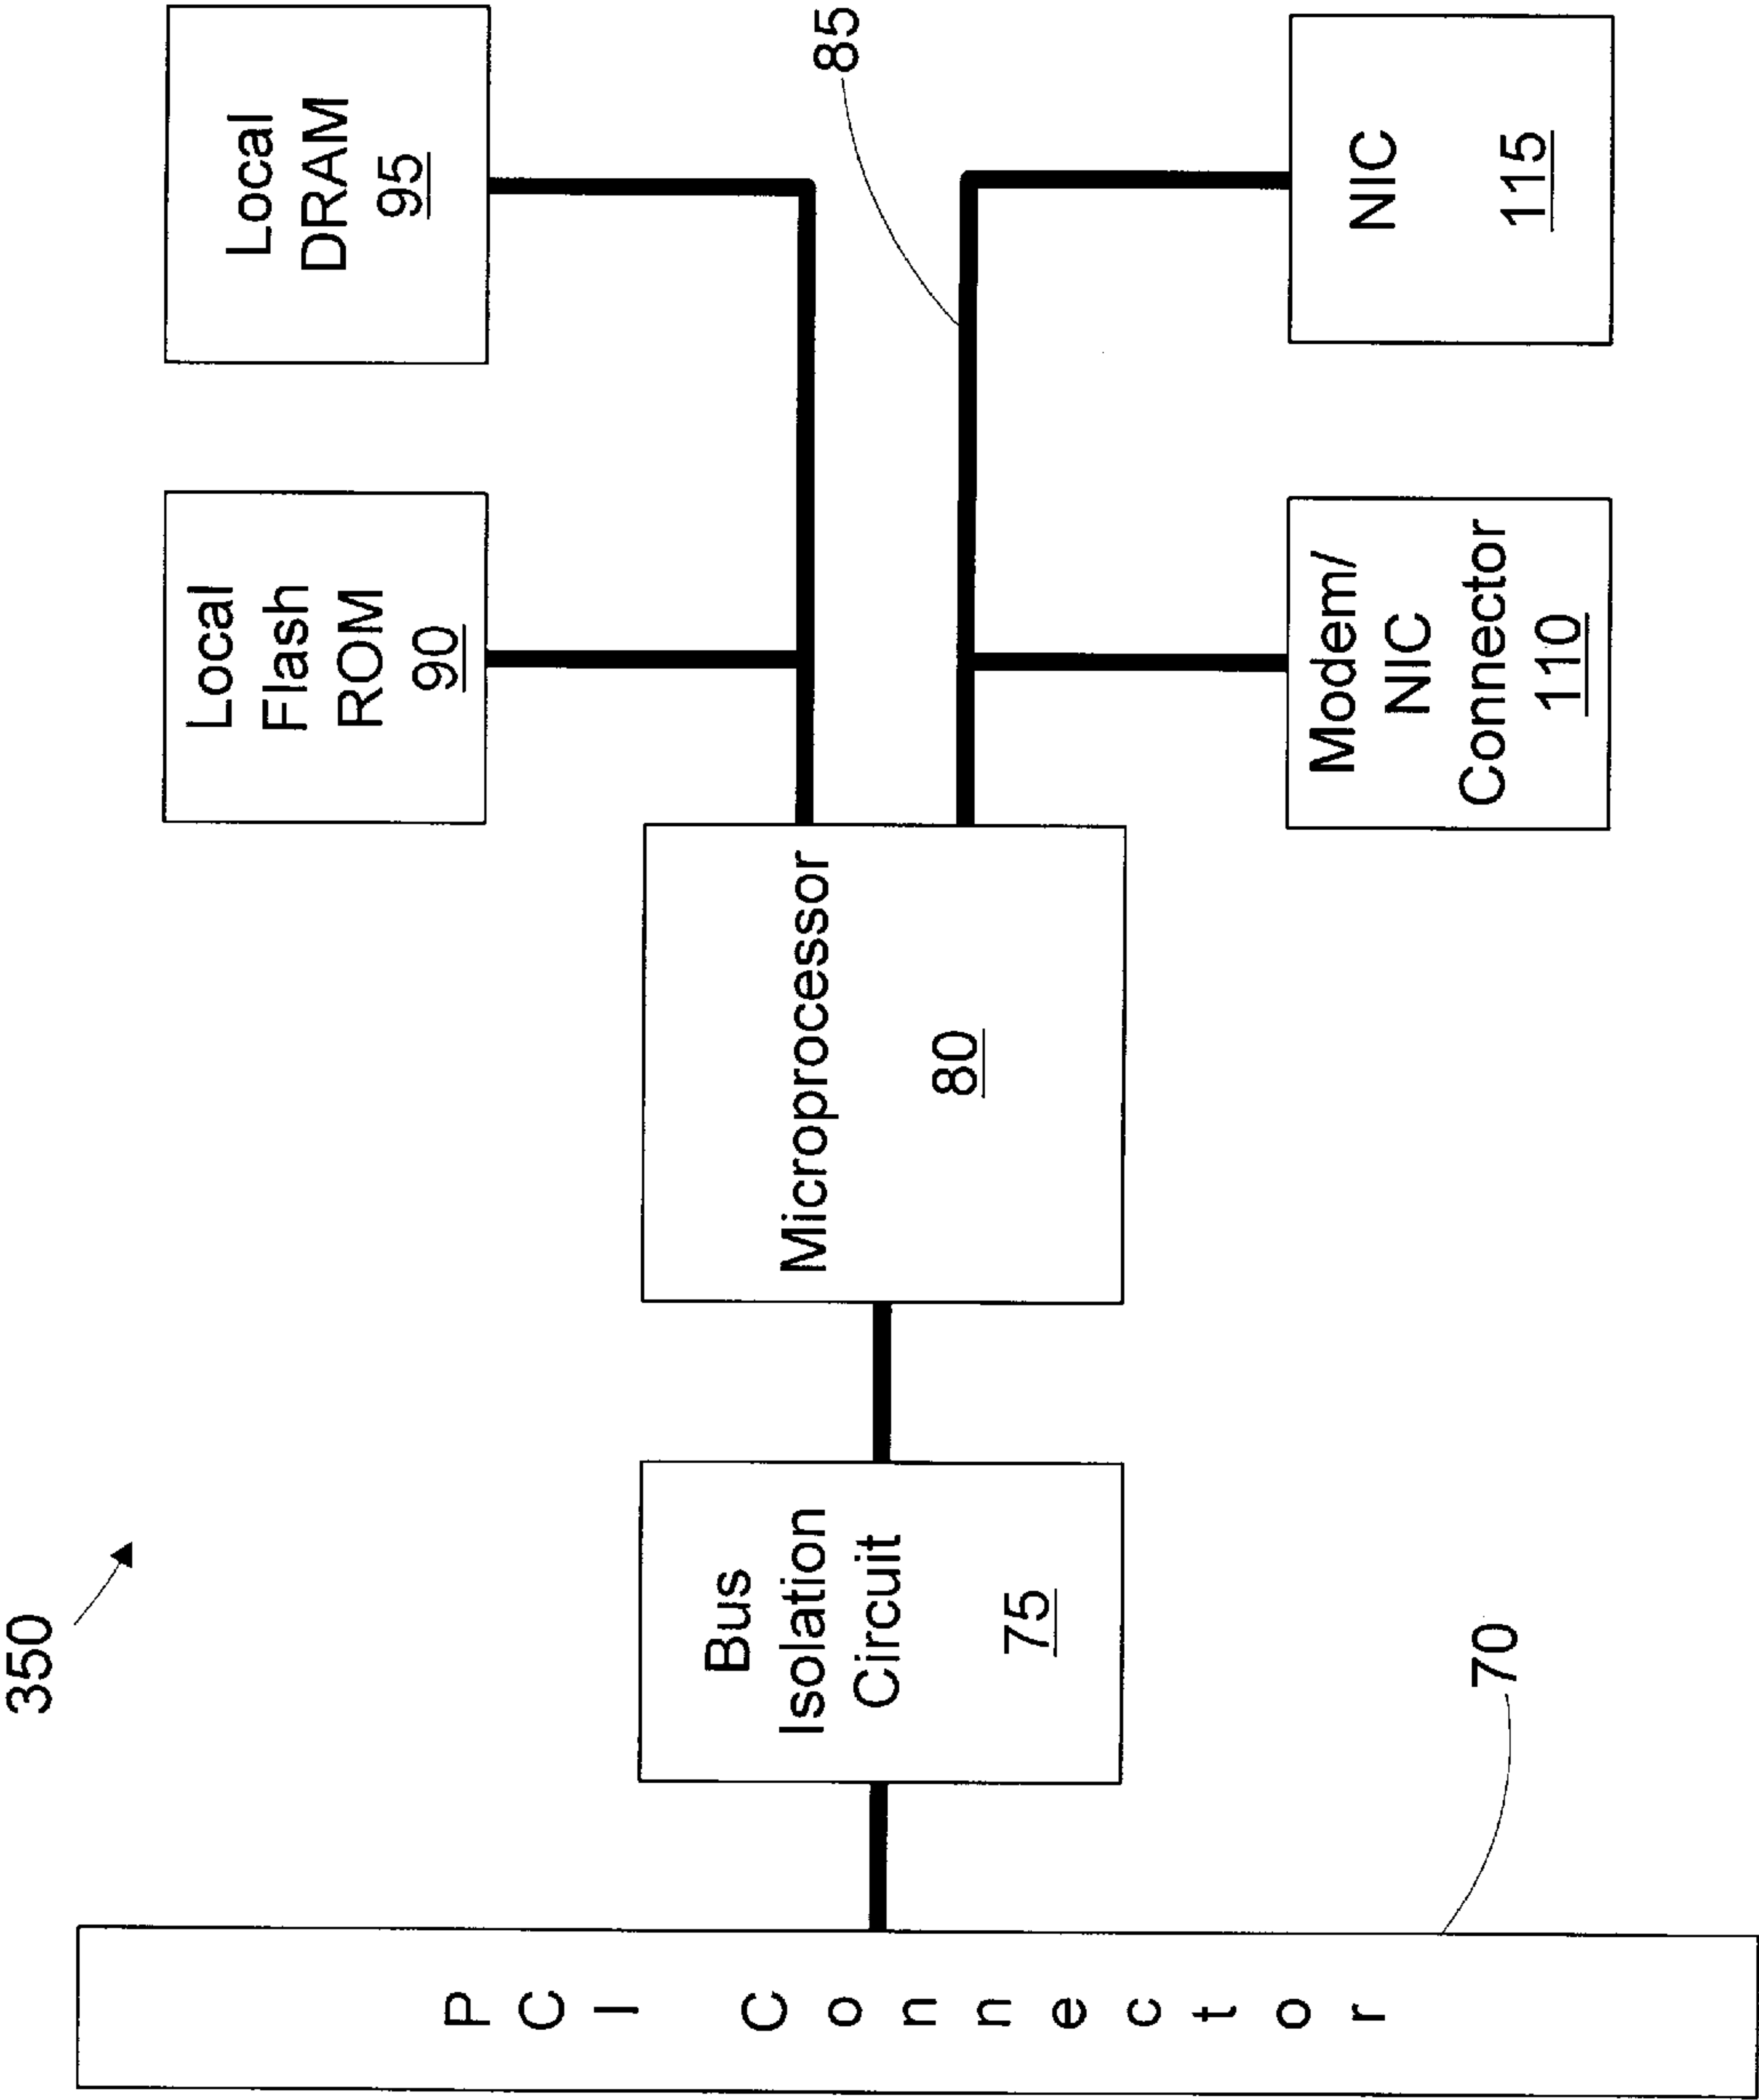 350
PCI Connector
70
Bus
Isolation
Circuit
75
Microprocessor
80
Local
Flash
ROM
90
Local
DRAM
95
85
Modem/
NIC
Connector
110
NIC
115